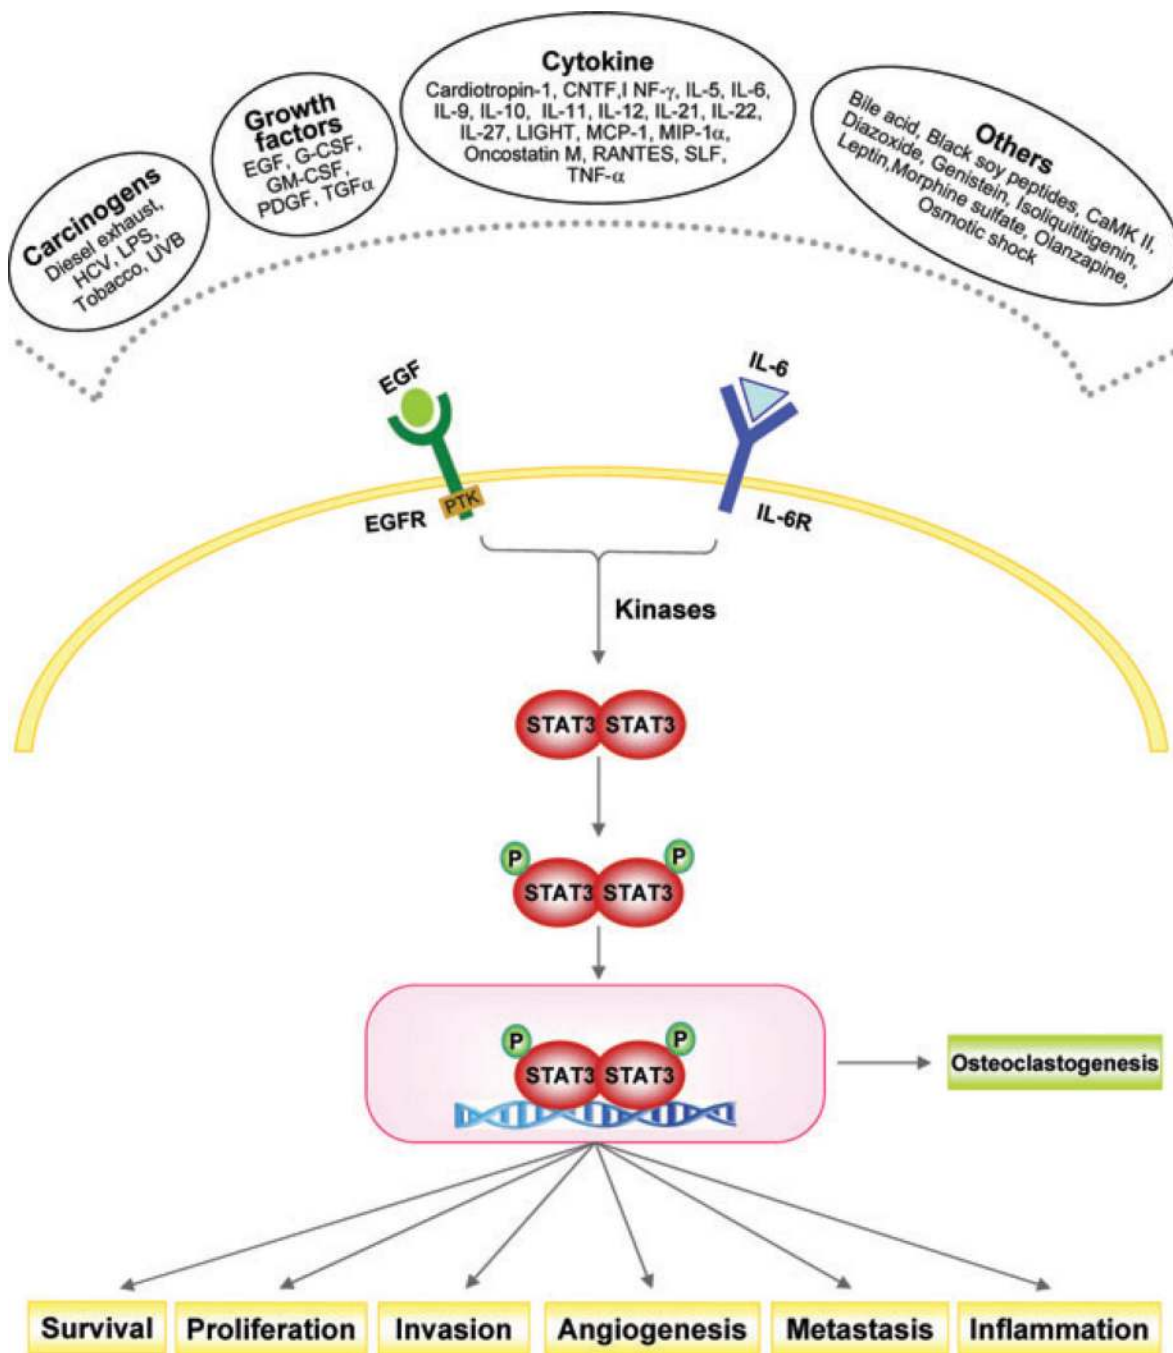 Carcinogens
Diesel exhaust,
HCV, LPS,
Tobacco, UVB
Growth
factors
EGF, G-CSF,
GM-CSF,
PDGF, TGFα
Cytokine
Cardiotropin-1, CNTF,I NF-γ, IL-5, IL-6,
IL-9, IL-10, IL-11, IL-12, IL-21, IL-22,
IL-27, LIGHT, MCP-1, MIP-1α,
Oncostatin M, RANTES, SLF,
TNF-α
Others
Bile acid, Black soy peptides, CaMK II,
Diazoxide, Genistein, Isoliquititigenin,
Leptin,Morphine sulfate, Olanzapine,
Osmotic shock
EGF
IL-6
PTK
EGFR
IL-6R
Kinases
STAT3 STAT3
P P
STAT3 STAT3
P P
STAT3 STAT3
Osteoclastogenesis
Survival Proliferation Invasion Angiogenesis Metastasis Inflammation